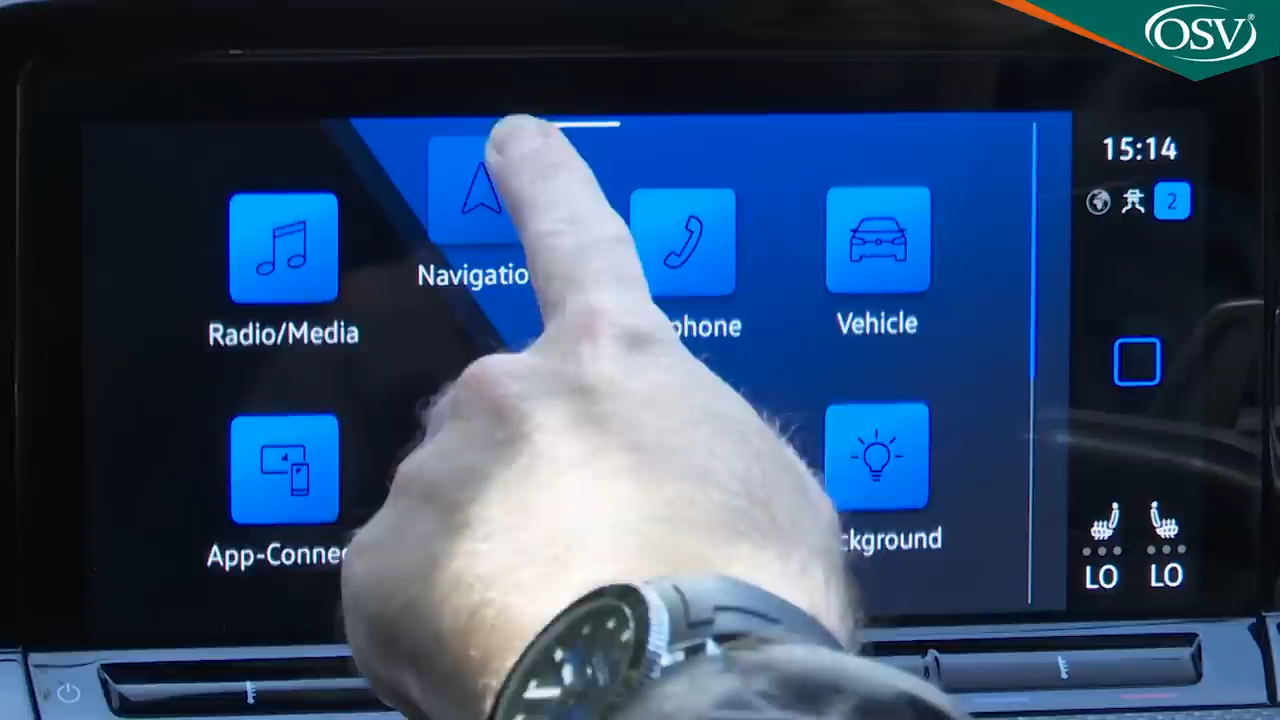 OSV®
15:14
2
Navigatio
Radio/Media
phone
Vehicle
App-Connec
ckground
LO
LO